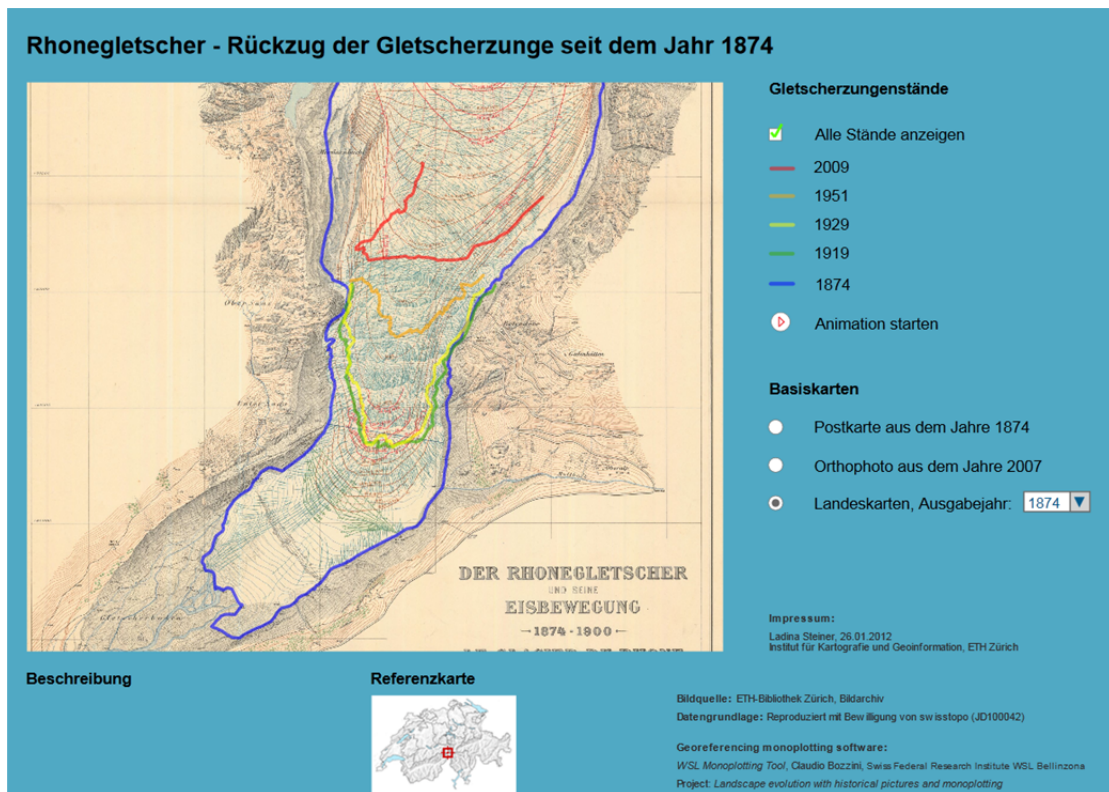 Rhonegletscher - Rückzug der Gletscherzunge seit dem Jahr 1874
Gletscherzungenstände
Alle Stände anzeigen
2009
1951
1929
1919
1874
Animation starten
Basiskarten
Postkarte aus dem Jahre 1874
Orthophoto aus dem Jahre 2007
Landeskarten, Ausgabejahr: 1874
DER RHONEGLETSCHER
UND SEINE
EISBEWEGUNG
1874-1900
Gletscherboden
Impressum:
Ladina Steiner, 26.01.2012
Institut für Kartografie und Geoinformation, ETH Zürich
Beschreibung
Referenzkarte
Bildquelle: ETH-Bibliothek Zürich, Bildarchiv
Datengrundlage: Reproduziert mit Bewilligung von swisstopo (JD100042)
Georeferencing monoplotting software:
WSL Monoplotting Tool, Claudio Bozzini, Swiss Federal Research Institute WSL Bellinzona
Project: Landscape evolution with historical pictures and monoplotting